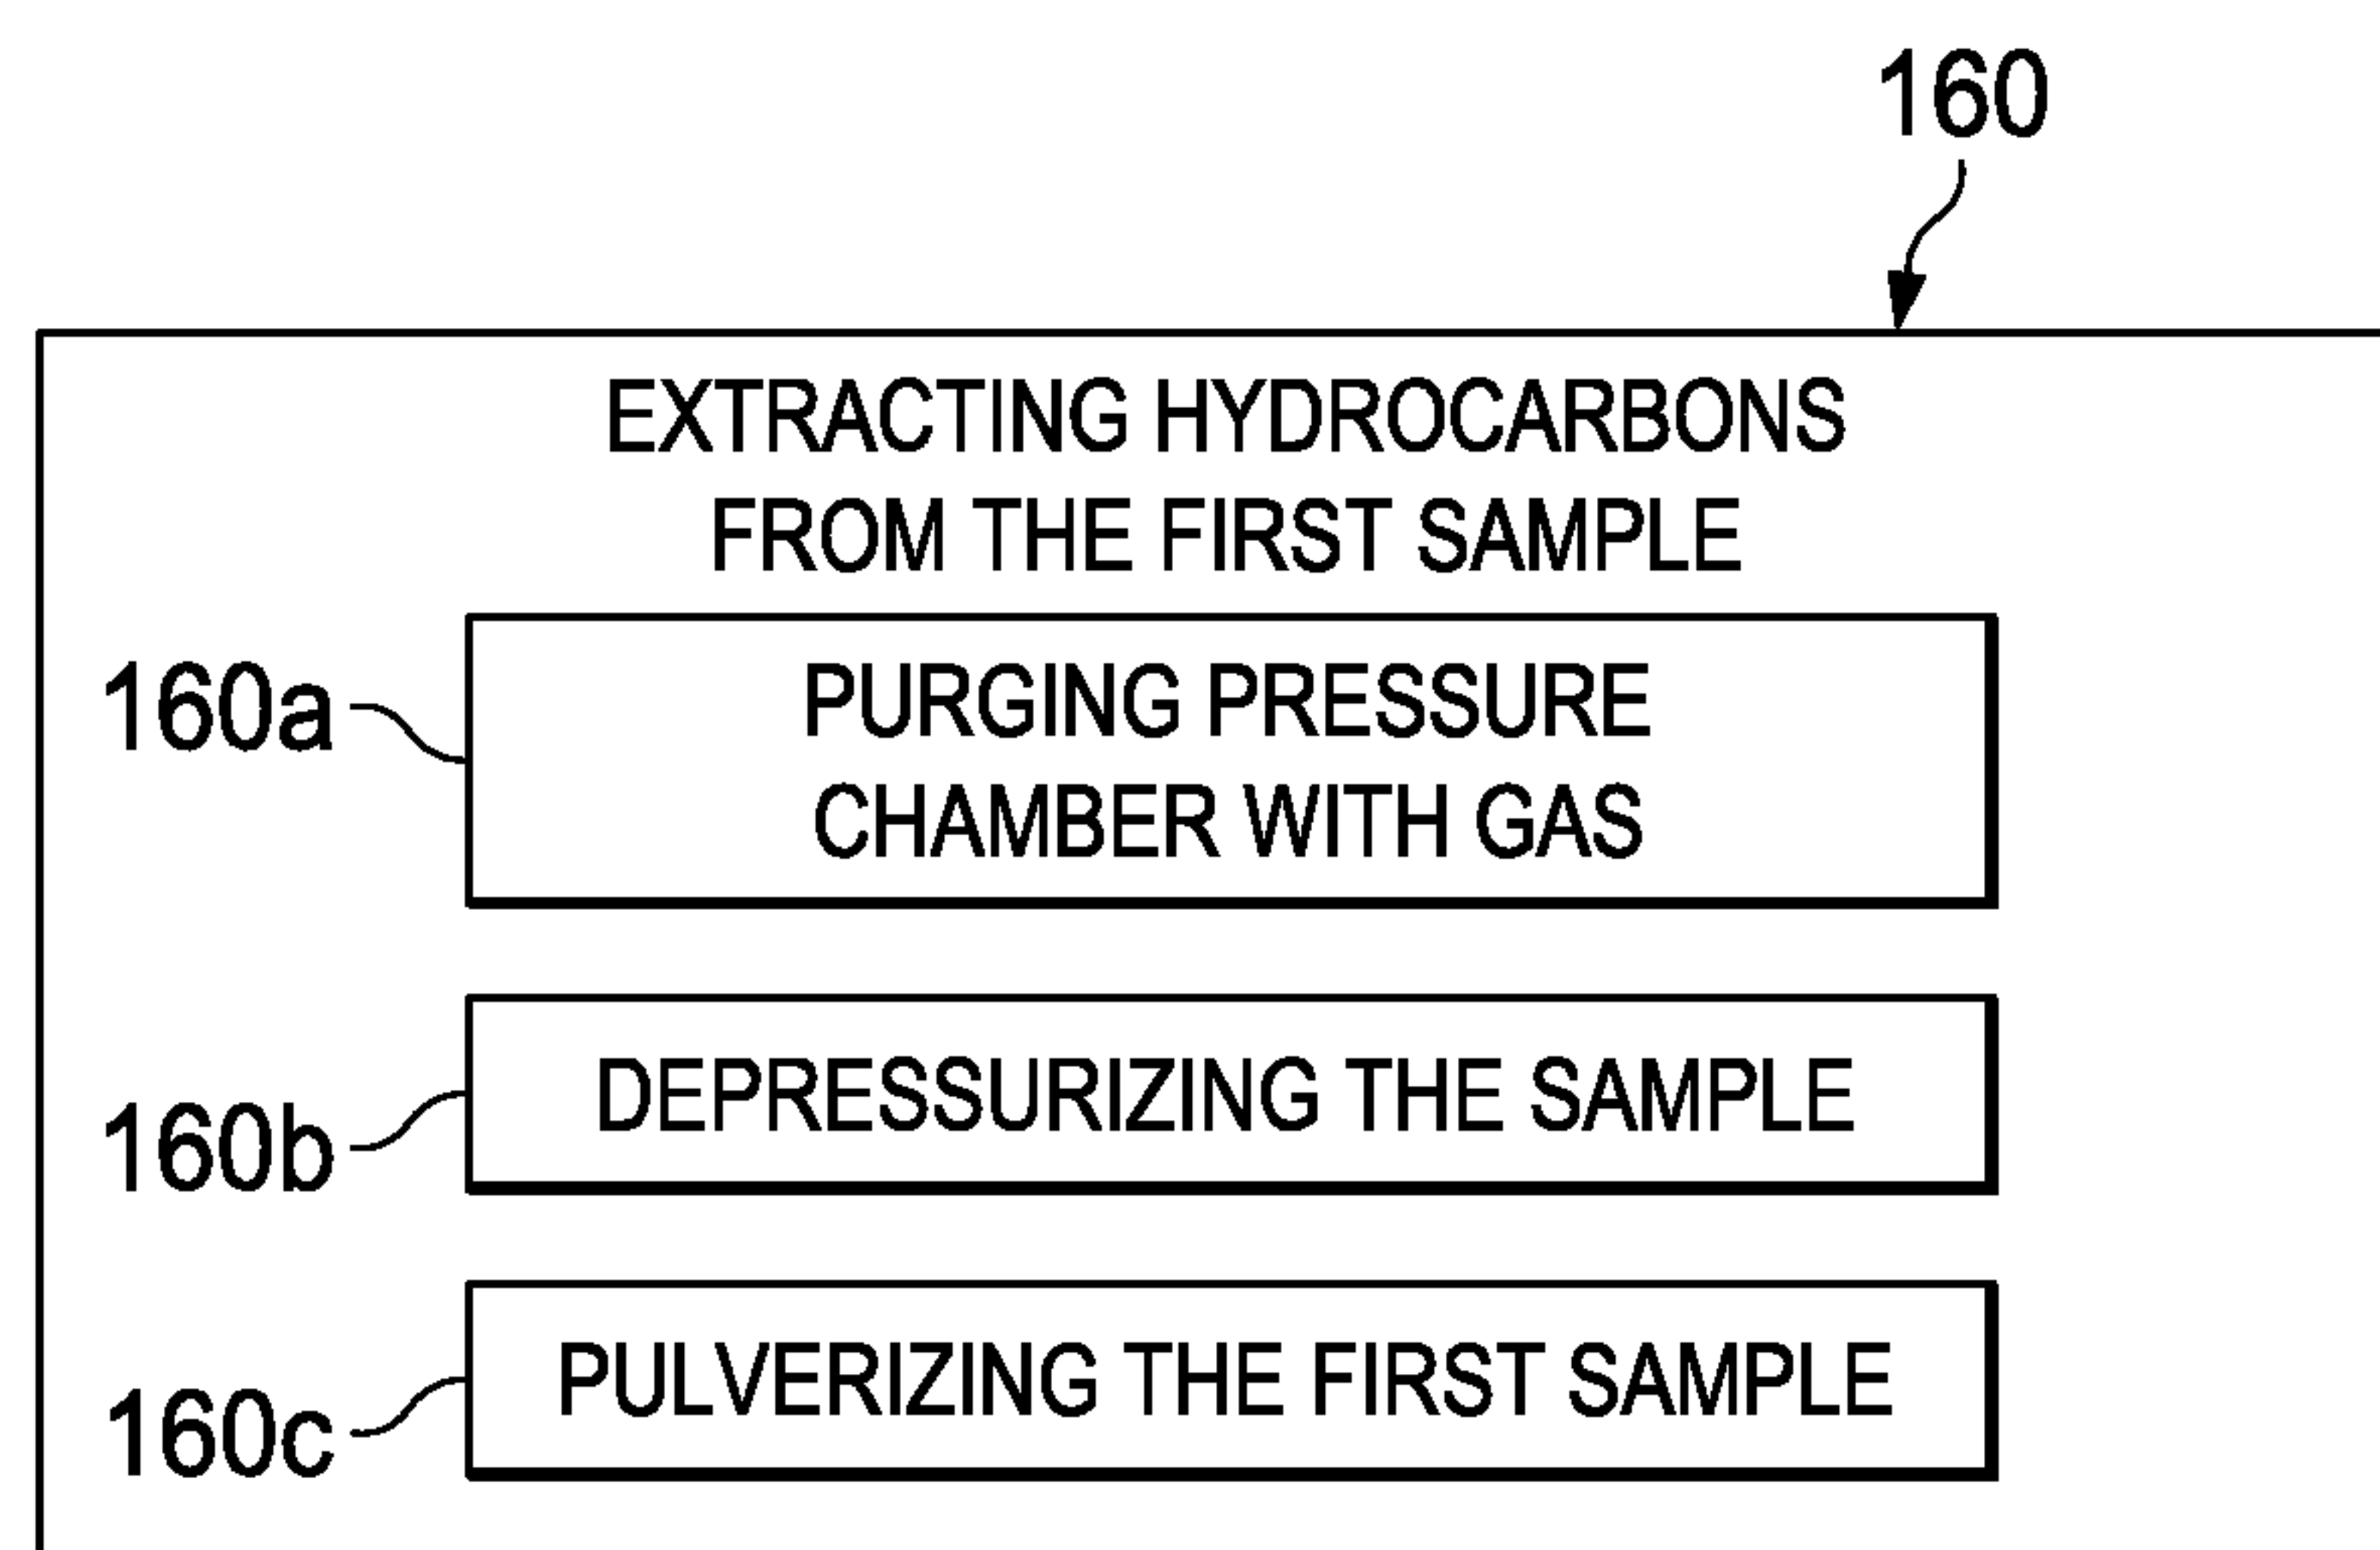 160
EXTRACTING HYDROCARBONS
FROM THE FIRST SAMPLE
160a
PURGING PRESSURE
CHAMBER WITH GAS
160b
DEPRESSURIZING THE SAMPLE
160c
PULVERIZING THE FIRST SAMPLE